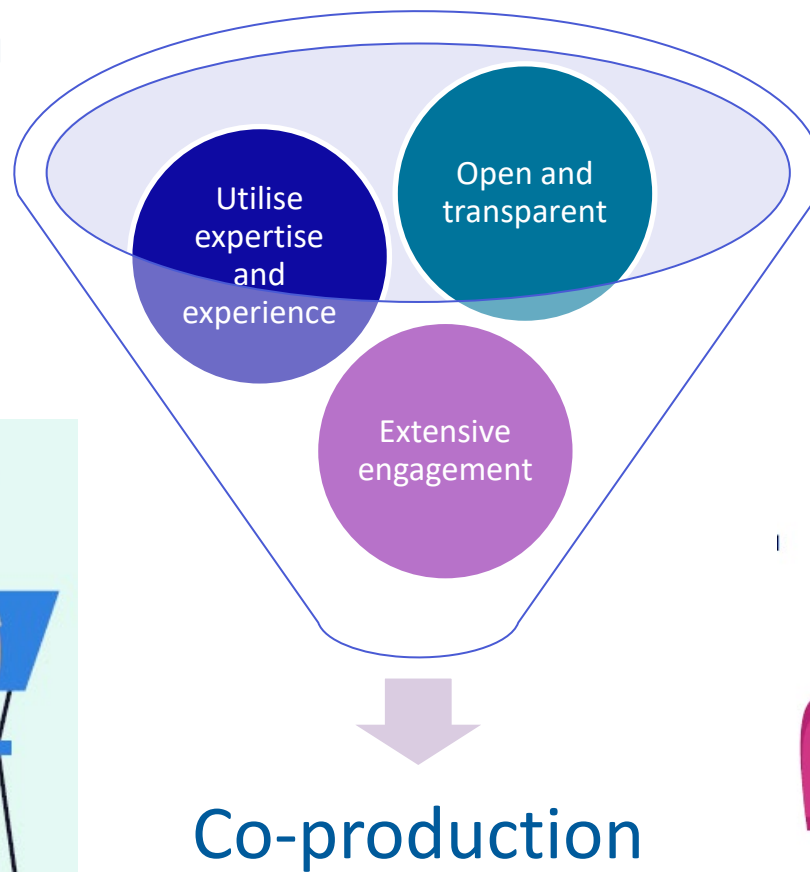 Utilise
expertise
and
experience
Open and
transparent
Extensive
engagement
Co-production